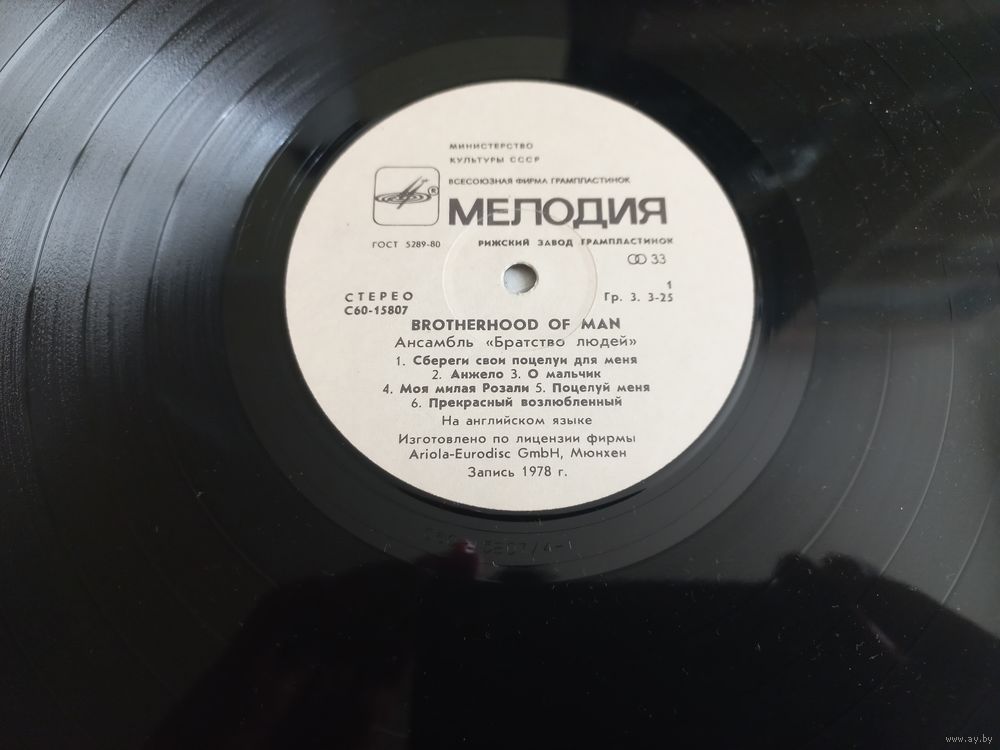 МИНИСТЕРСТВО
КУЛЬТУРЫ СССР
ВСЕСОЮЗНАЯ ФИРМА ГРАМПЛАСТИНОК
® МЕЛОДИЯ
ГОСТ 5289-80 РИЖСКИЙ ЗАВОД ГРАМПЛАСТИНОК
33
СТЕРЕО 1
С60-15807 Гр. 3. 3-25
BROTHERHOOD OF MAN
Ансамбль «Братство людей»
1. Сбереги свои поцелуи для меня
2. Анжело 3. О мальчик
4. Моя милая Розали 5. Поцелуй меня
6. Прекрасный возлюбленный
На английском языке
Изготовлено по лицензии фирмы
Ariola-Eurodisc GmbH, Мюнхен
Запись 1978 г.
www.ay.by